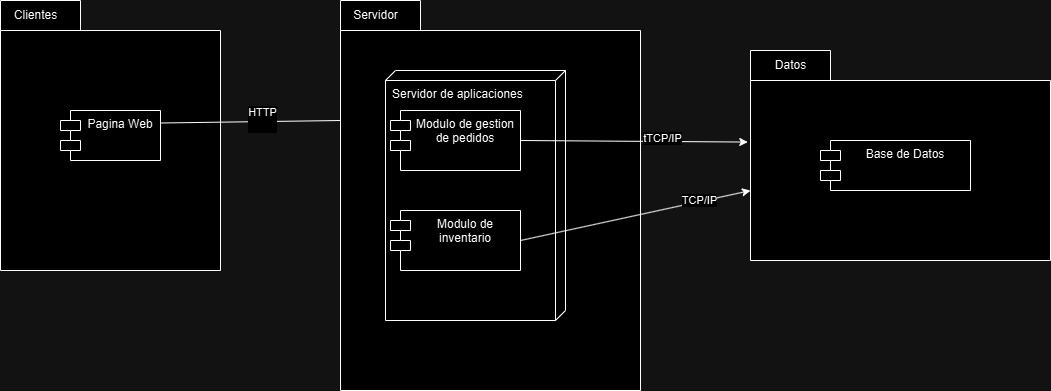 Clientes
Servidor
Datos
Servidor de aplicaciones
Pagina Web
HTTP
Modulo de gestion
de pedidos
tTCP/IP
Base de Datos
TCP/IP
Modulo de
inventario